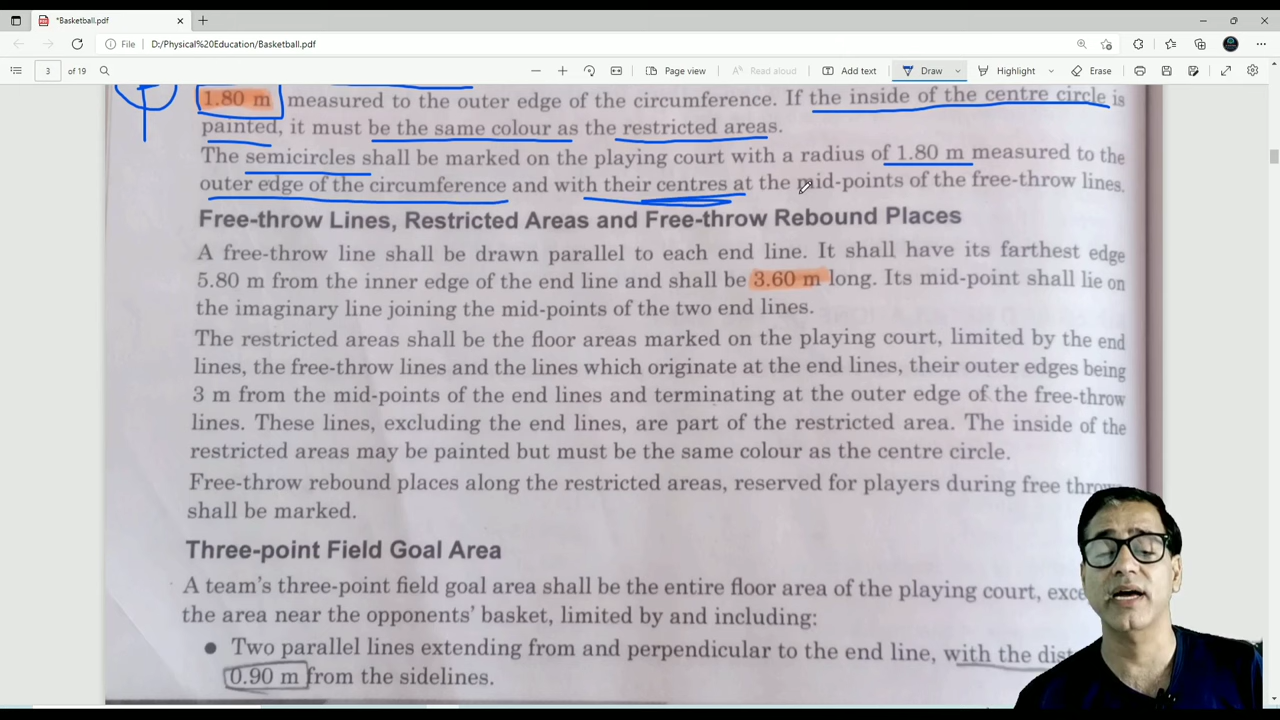 *Basketball.pdf
File D:/Physical%20Education/Basketball.pdf
3 of 19 Page view Read aloud Add text Draw Highlight Erase
1.80 m measured to the outer edge of the circumference. If the inside of the centre circle is
painted, it must be the same colour as the restricted areas.
The semicircles shall be marked on the playing court with a radius of 1.80 m measured to the
outer edge of the circumference and with their centres at the mid-points of the free-throw lines.
Free-throw Lines, Restricted Areas and Free-throw Rebound Places
A free-throw line shall be drawn parallel to each end line. It shall have its farthest edge
5.80 m from the inner edge of the end line and shall be 3.60 m long. Its mid-point shall lie on
the imaginary line joining the mid-points of the two end lines.
The restricted areas shall be the floor areas marked on the playing court, limited by the end
lines, the free-throw lines and the lines which originate at the end lines, their outer edges being
3 m from the mid-points of the end lines and terminating at the outer edge of the free-throw
lines. These lines, excluding the end lines, are part of the restricted area. The inside of the
restricted areas may be painted but must be the same colour as the centre circle.
Free-throw rebound places along the restricted areas, reserved for players during free
shall be marked.
Three-point Field Goal Area
A team's three-point field goal area shall be the entire floor area of the playing court,
the area near the opponents' basket, limited by and including:
● Two parallel lines extending from and perpendicular to the end line, with the
0.90 m from the sidelines.